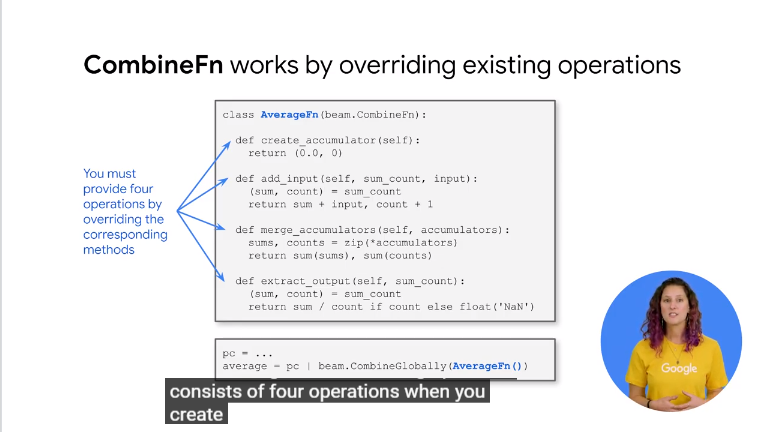 CombineFn works by overriding existing operations
You must
provide four
operations by
overriding the
corresponding
methods
class AverageFn(beam.CombineFn):
def create_accumulator(self):
return (0.0, 0)
def add_input(self, sum_count, input):
(sum, count) = sum_count
return sum + input, count + 1
def merge_accumulators(self, accumulators):
sums, counts = zip(*accumulators)
return sum(sums), sum(counts)
def extract_output(self, sum_count):
(sum, count) = sum_count
return sum / count if count else float('NaN')
pc = ...
average = pc | beam.CombineGlobally(AverageFn())
consists of four operations when you
create
Google